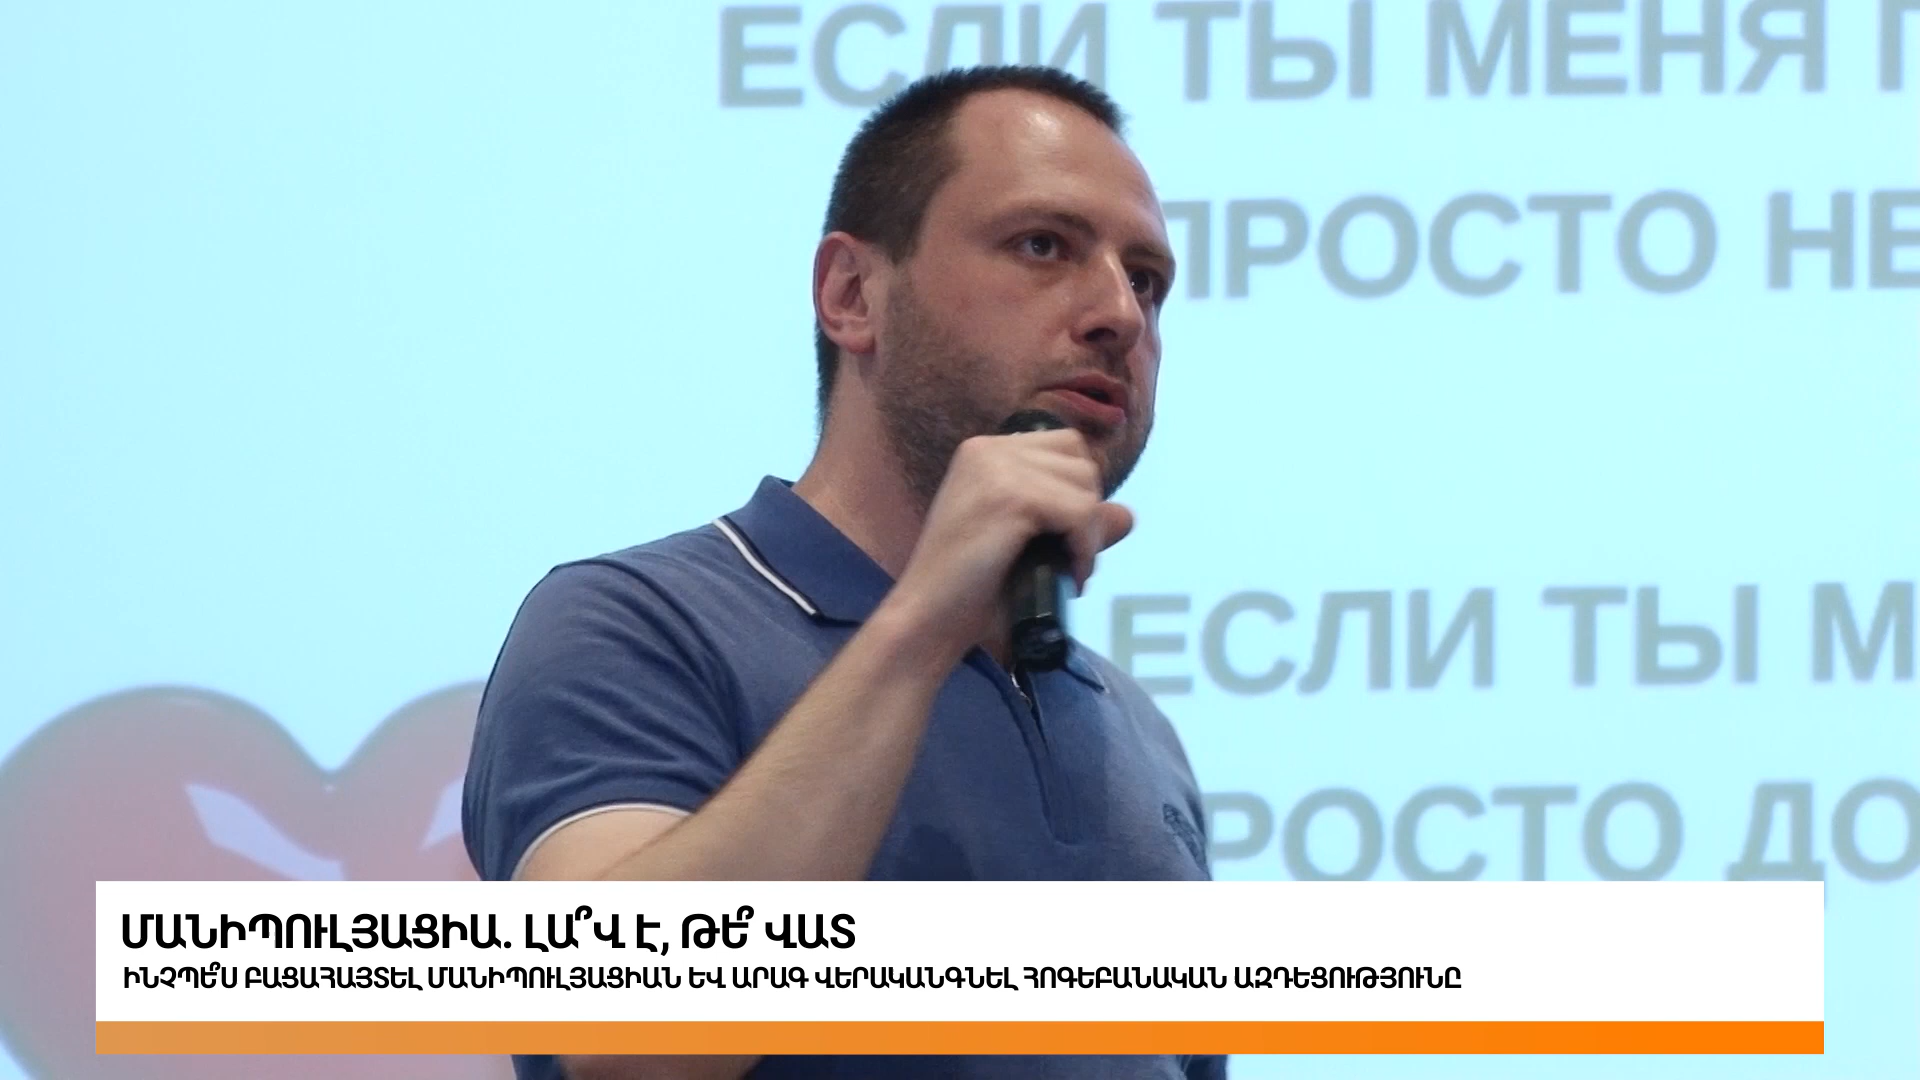 ЕСЛИ ТЫ МЕНЯ
ПРОСТО НЕ
ЕСЛИ ТЫ М
РОСТО ДО
ՄԱՆԻՊՈՒԼՅԱՑԻԱ. ԼԱ՞Վ Է, ԹԵ՞ ՎԱՏ
ԻՆՉՊԵ՞Ս ԲԱՑԱՀԱՅՏԵԼ ՄԱՆԻՊՈՒԼՅԱՑԻԱՆ ԵՎ ԱՐԱԳ ՎԵՐԱԿԱՆԳՆԵԼ ՀՈԳԵԲԱՆԱԿԱՆ ԱԶԴԵՑՈՒԹՅՈՒՆԸ